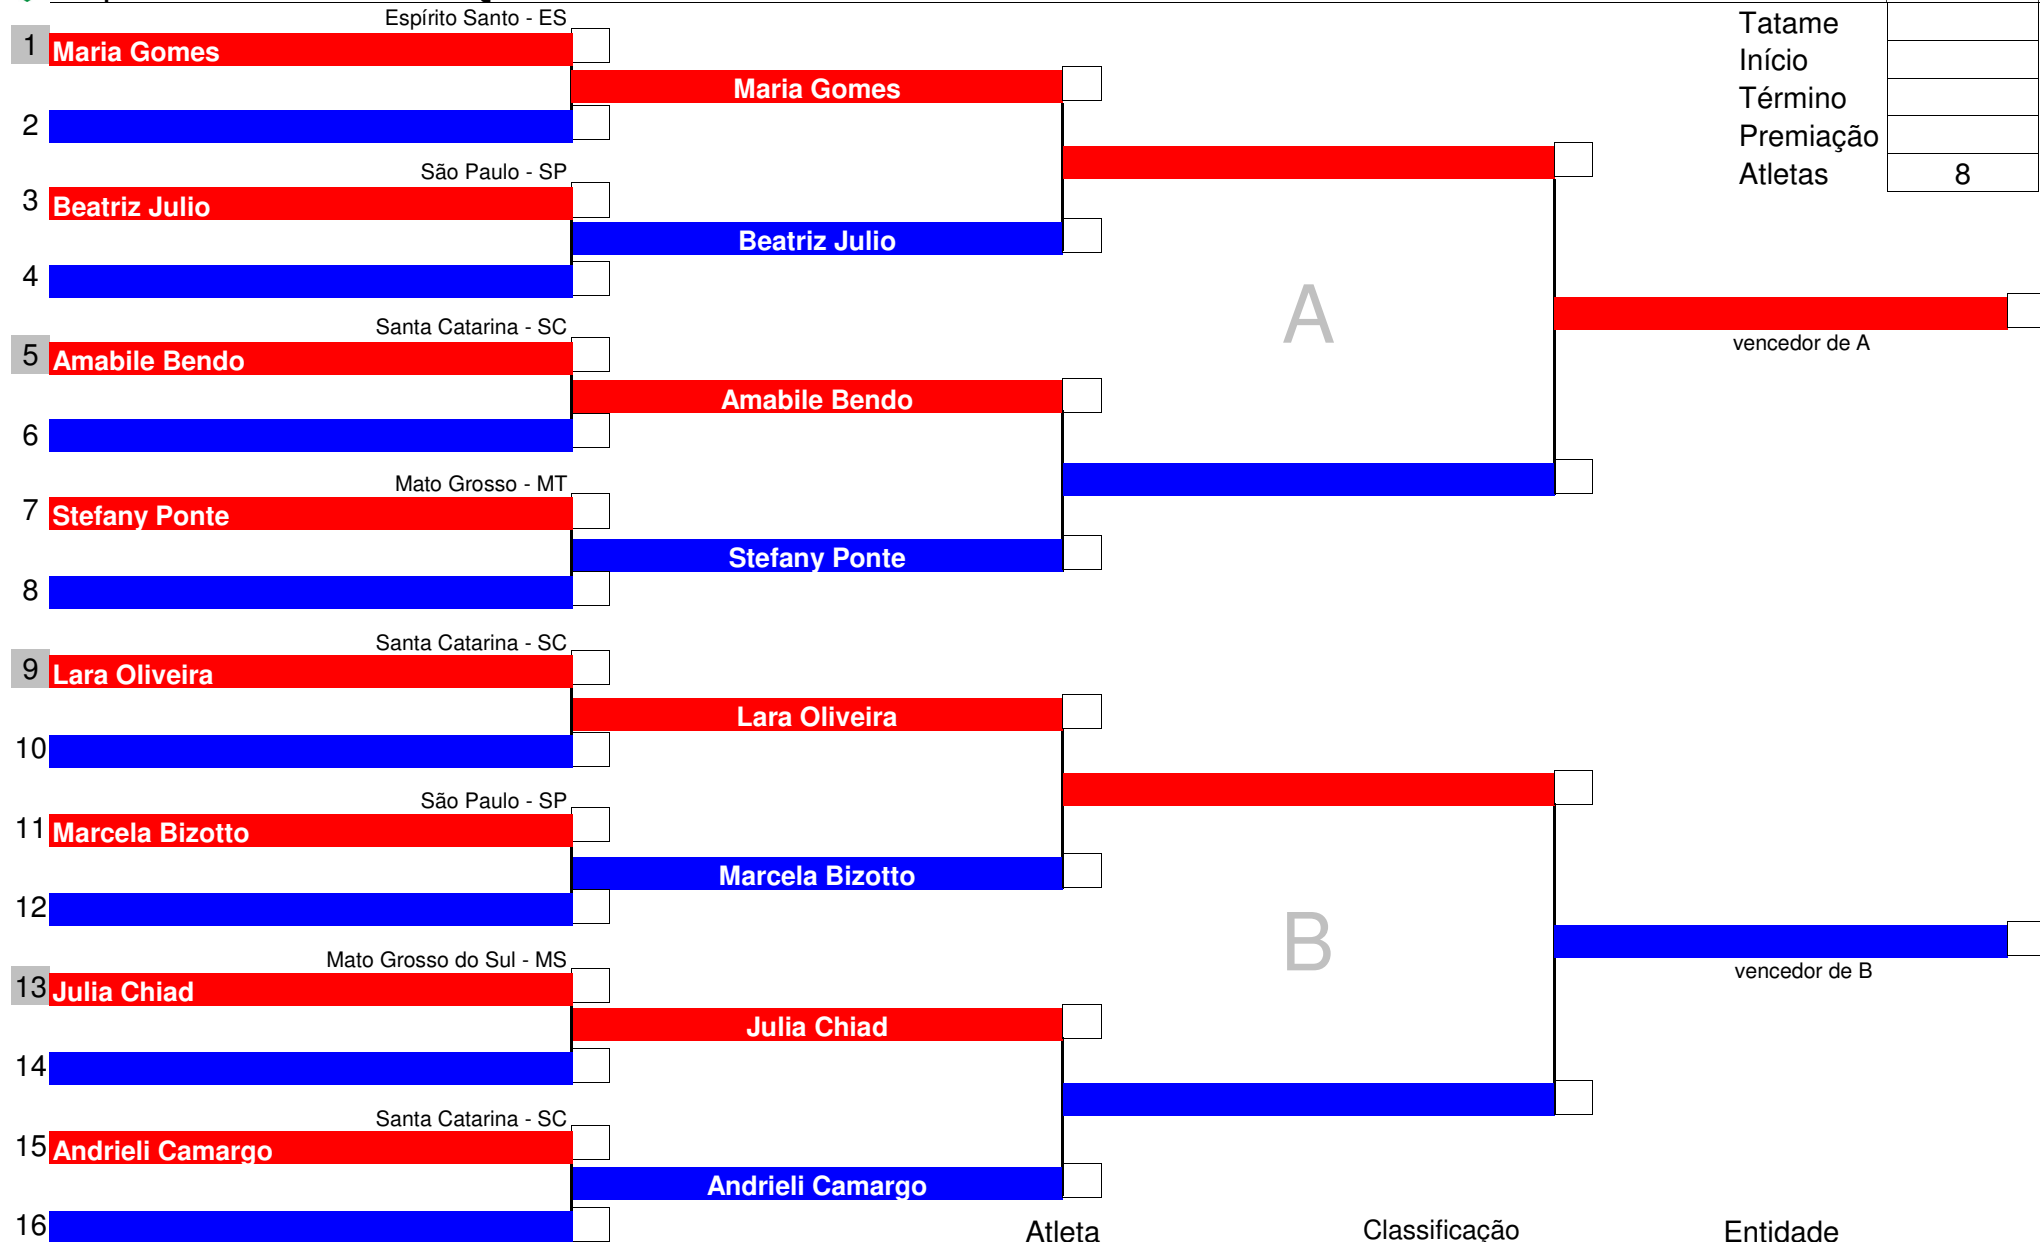 Espírito Santo - ES
1 Maria Gomes
Maria Gomes
2
São Paulo - SP
3 Beatriz Julio
Beatriz Julio
4
Santa Catarina - SC
5 Amabile Bendo
Amabile Bendo
6
Mato Grosso - MT
7 Stefany Ponte
Stefany Ponte
8
Santa Catarina - SC
9 Lara Oliveira
Lara Oliveira
10
São Paulo - SP
11 Marcela Bizotto
Marcela Bizotto
12
Mato Grosso do Sul - MS
13 Julia Chiad
Julia Chiad
14
Santa Catarina - SC
15 Andrieli Camargo
Andrieli Camargo
16
A
B
vencedor de A
vencedor de B
Tatame
Início
Término
Premiação
Atletas 8
Atleta Classificação Entidade